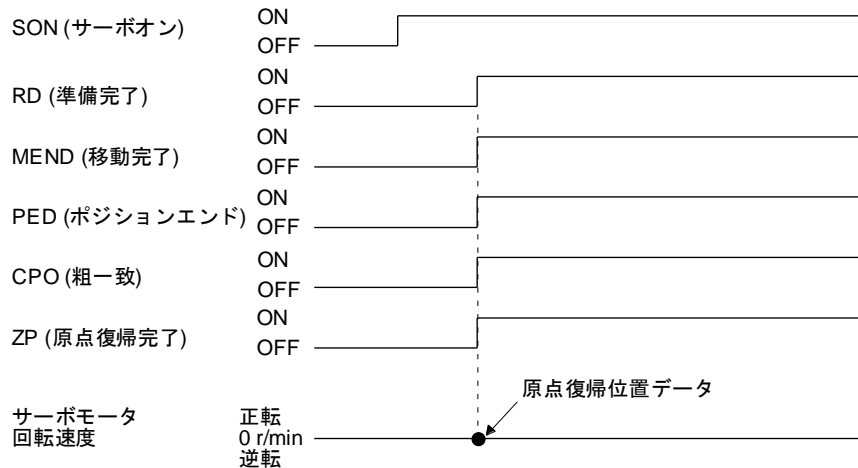 SON (サーボオン)
ON
OFF
RD (準備完了)
ON
OFF
MEND (移動完了)
ON
OFF
PED (ポジションエンド)
ON
OFF
CPO (粗一致)
ON
OFF
ZP (原点復帰完了)
ON
OFF
原点復帰位置データ
サーボモータ
回転速度
正転
0 r/min
逆転